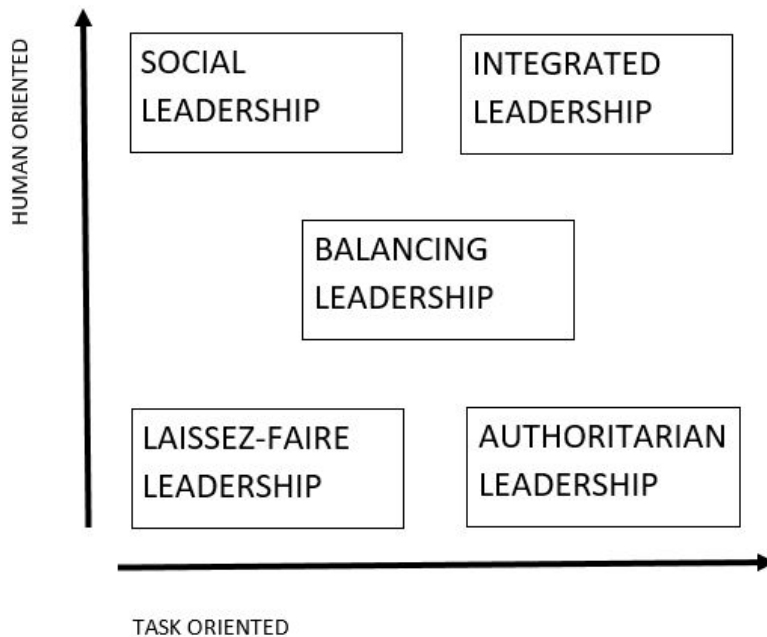 HUMAN ORIENTED
SOCIAL
LEADERSHIP
INTEGRATED
LEADERSHIP
BALANCING
LEADERSHIP
LAISSEZ-FAIRE
LEADERSHIP
AUTHORITARIAN
LEADERSHIP
TASK ORIENTED